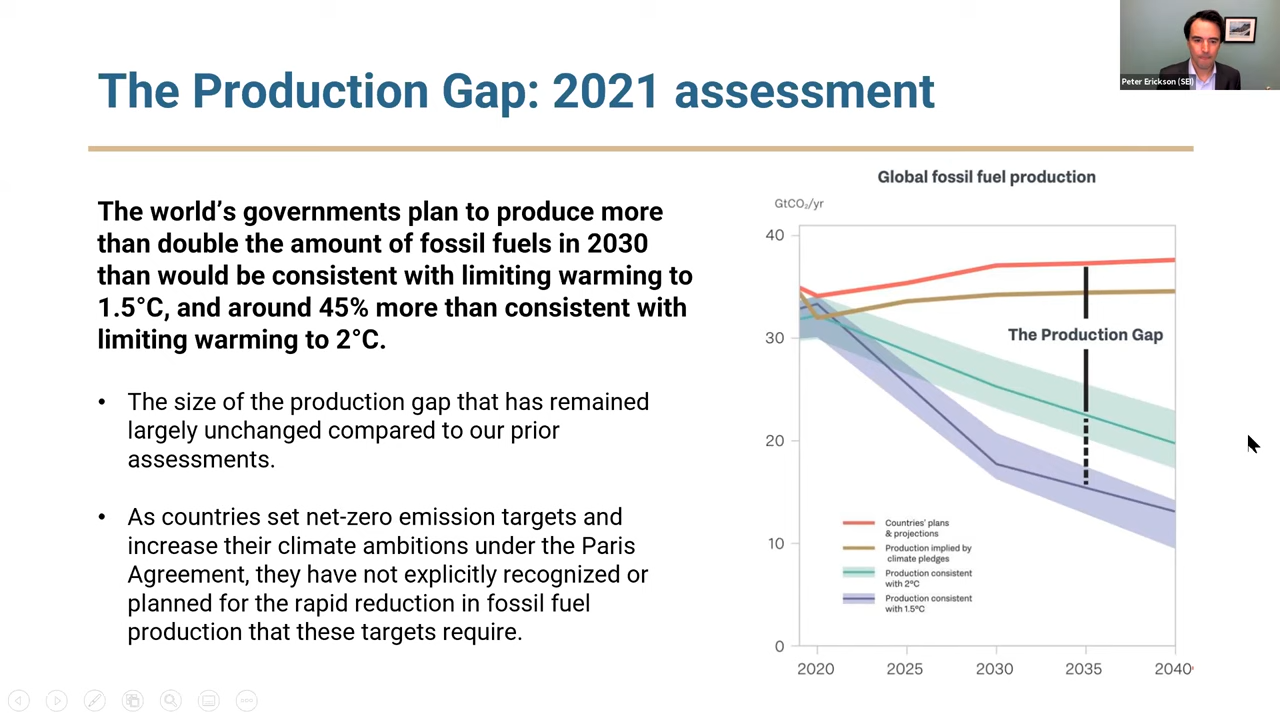 The Production Gap: 2021 assessment
Peter Erickson (SEI)
The world’s governments plan to produce more
than double the amount of fossil fuels in 2030
than would be consistent with limiting warming to
1.5°C, and around 45% more than consistent with
limiting warming to 2°C.
• The size of the production gap that has remained
largely unchanged compared to our prior
assessments.
• As countries set net-zero emission targets and
increase their climate ambitions under the Paris
Agreement, they have not explicitly recognized or
planned for the rapid reduction in fossil fuel
production that these targets require.
Global fossil fuel production
GtCO₂/yr
40
30
20
10
0
The Production Gap
Countries’ plans
& projections
Production implied by
climate pledges
Production consistent
with 2°C
Production consistent
with 1.5°C
2020 2025 2030 2035 2040